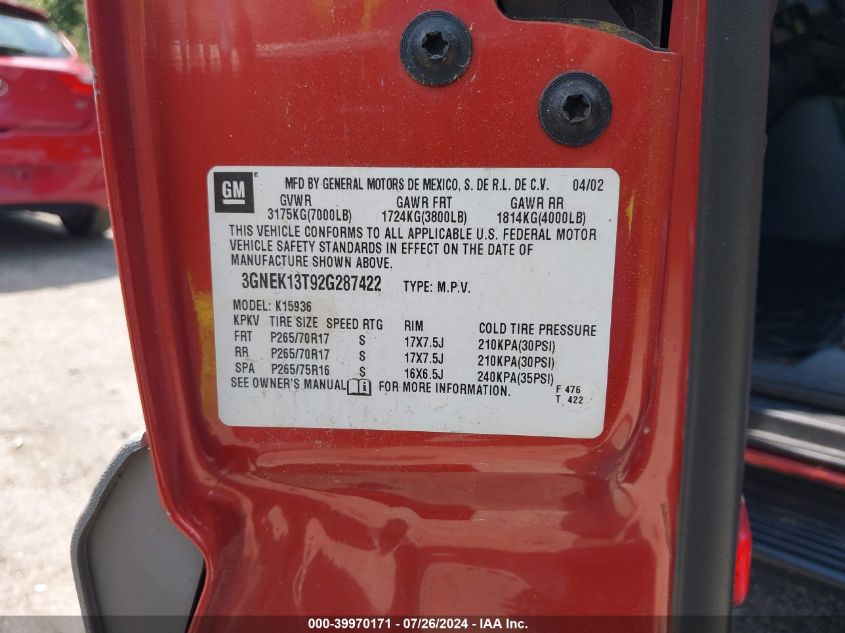 GM ®
MFD BY GENERAL MOTORS DE MEXICO, S. DE R.L. DE C.V. 04/02
GVWR GAWR FRT GAWR RR
3175KG(7000LB) 1724KG(3800LB) 1814KG(4000LB)
THIS VEHICLE CONFORMS TO ALL APPLICABLE U.S. FEDERAL MOTOR
VEHICLE SAFETY STANDARDS IN EFFECT ON THE DATE OF
MANUFACTURE SHOWN ABOVE.
3GNEK13T92G287422 TYPE: M.P.V.
MODEL: K15936
KPKV TIRE SIZE SPEED RTG RIM COLD TIRE PRESSURE
FRT P265/70R17 S 17X7.5J 210KPA(30PSI)
RR P265/70R17 S 17X7.5J 210KPA(30PSI)
SPA P265/75R16 S 16X6.5J 240KPA(35PSI)
SEE OWNER'S MANUAL FOR MORE INFORMATION. F 476
T 422
000-39970171 - 07/26/2024 - IAA Inc.